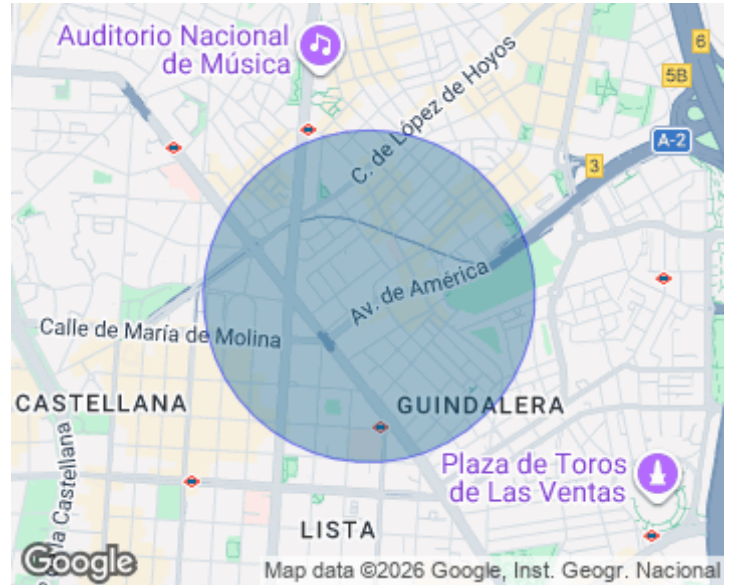 Auditorio Nacional
de Música
6
5B
C. de López de Hoyos
A-2
3
Av. de América
Calle de María de Molina
CASTELLANA
GUINDALERA
Plaza de Toros
de Las Ventas
la Castellana
LISTA
Google
Map data ©2026 Google, Inst. Geogr. Nacional